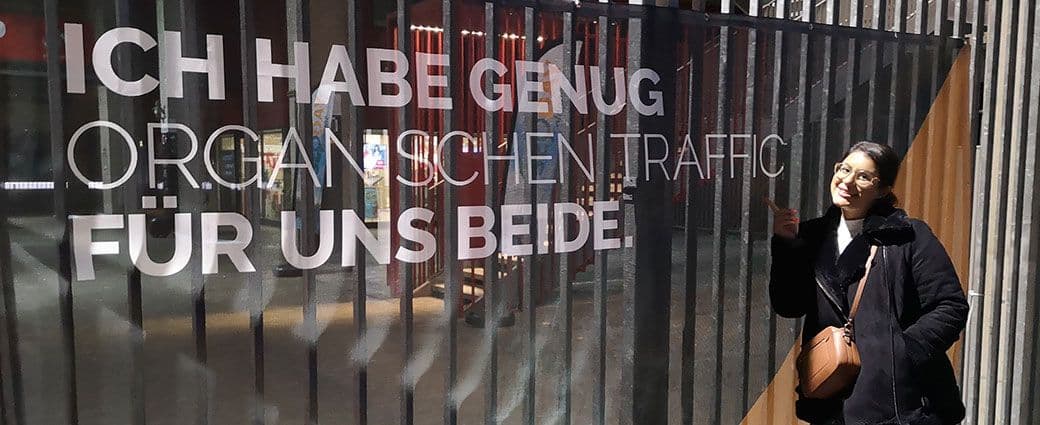 ICH HABE GENUG
ORGANISCHEN TRAFFIC
FÜR UNS BEIDE.